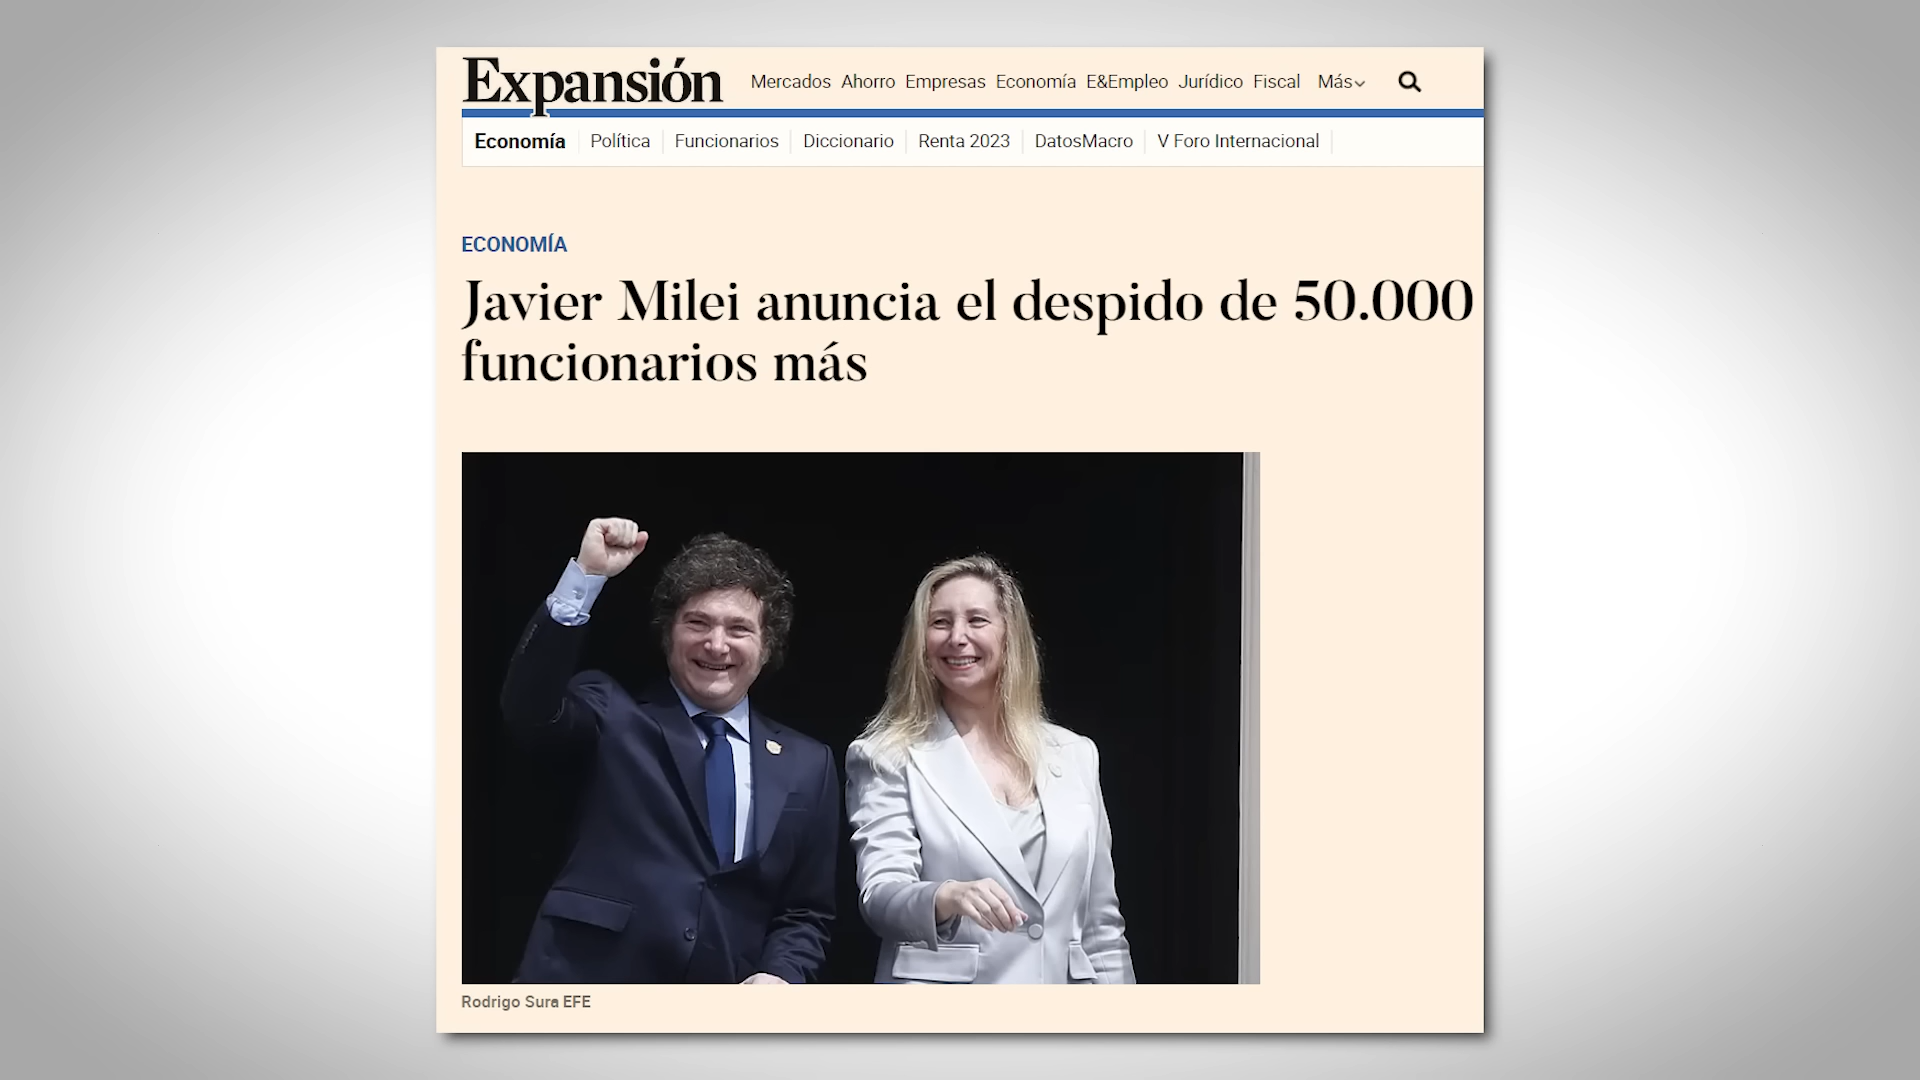 Expansión Mercados Ahorro Empresas Economía E&Empleo Jurídico Fiscal Más
Economía Política Funcionarios Diccionario Renta 2023 DatosMacro V Foro Internacional
ECONOMÍA
Javier Milei anuncia el despido de 50.000
funcionarios más
Rodrigo Sura EFE